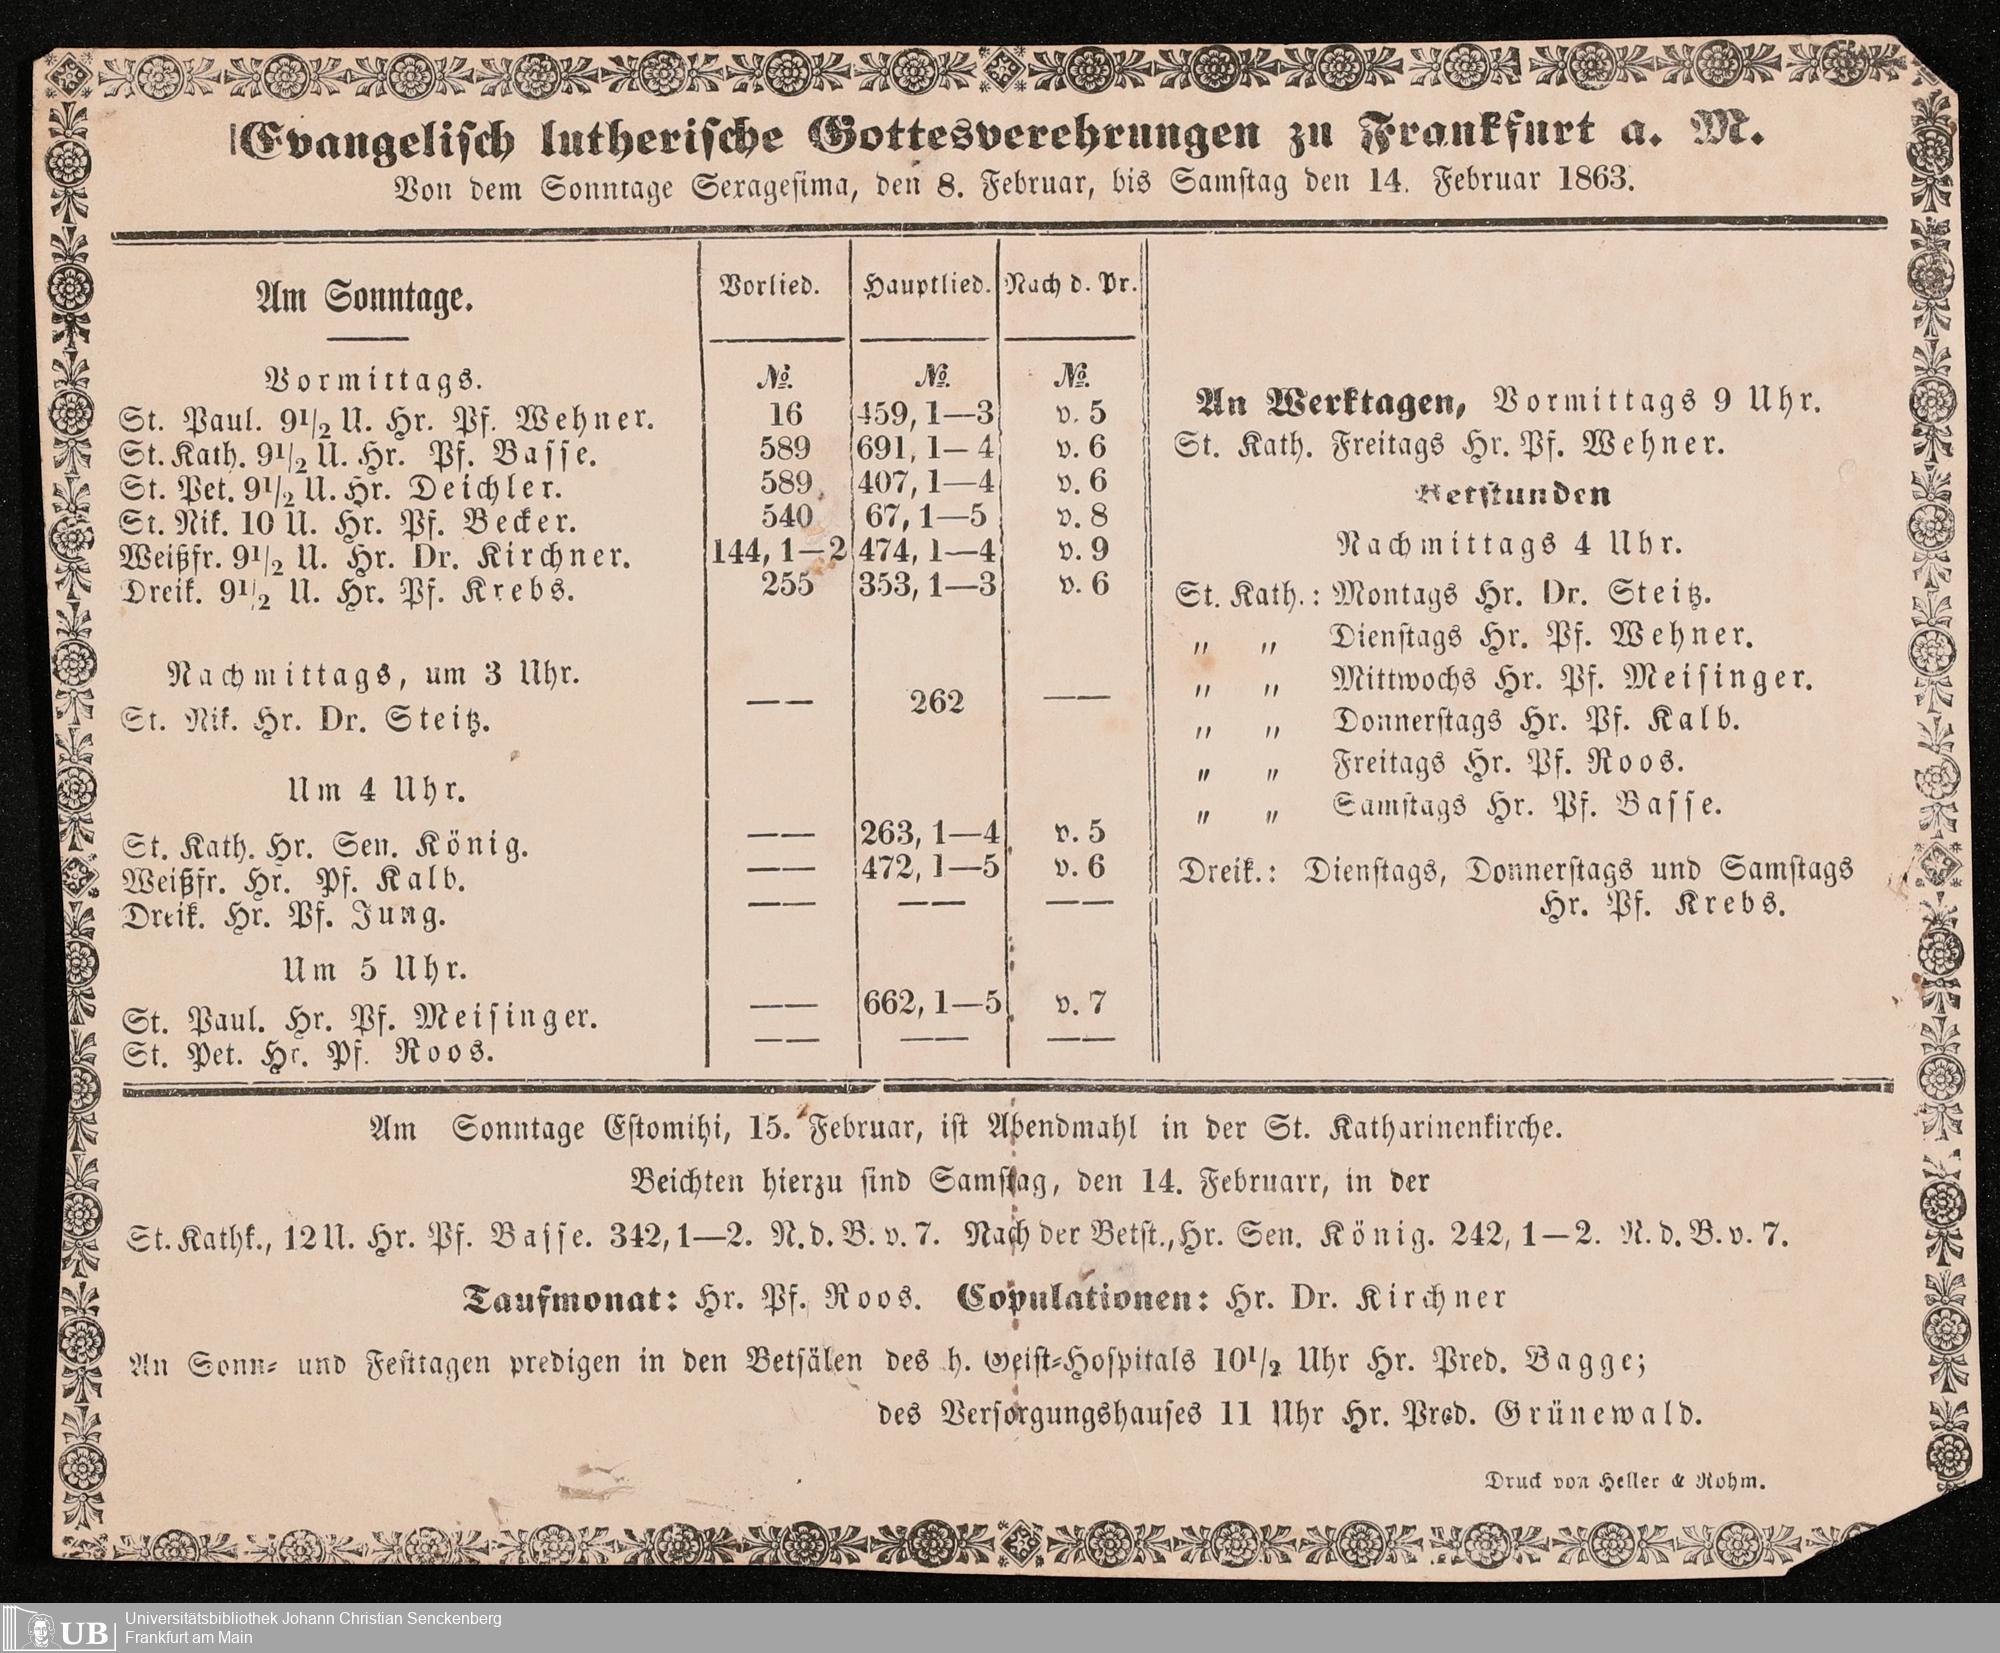 Evangelisch lutherische Gottesverehrungen zu Frankfurt a. M.
Von dem Sonntage Sexagesima, den 8. Februar, bis Samstag den 14. Februar 1863.
Am Sonntage. Vorlied. Hauptlied. Nach d. Pr.
Vormittags. No. No. No.
St. Paul. 9 1/2 U. Hr. Pf. Wehner. 16 459, 1—3 v. 5
St. Kath. 9 1/2 U. Hr. Pf. Basse. 589 691, 1—4 v. 6
St. Pet. 9 1/2 U. Hr. Deichler. 589 407, 1—4 v. 6
St. Nik. 10 U. Hr. Pf. Becker. 540 67, 1—5 v. 8
Weißfr. 9 1/2 U. Hr. Dr. Kirchner. 144, 1—2 474, 1—4 v. 9
Dreik. 9 1/2 U. Hr. Pf. Krebs. 255 353, 1—3 v. 6
Nachmittags, um 3 Uhr.
St. Nik. Hr. Dr. Steitz. —— 262 ——
Um 4 Uhr.
St. Kath. Hr. Sen. König. —— 263, 1—4 v. 5
Weißfr. Hr. Pf. Kalb. —— 472, 1—5 v. 6
Dreik. Hr. Pf. Jung. —— —— ——
Um 5 Uhr.
St. Paul. Hr. Pf. Meisinger. —— 662, 1—5 v. 7
St. Pet. Hr. Pf. Roos. —— —— ——
An Werktagen, Vormittags 9 Uhr.
St. Kath. Freitags Hr. Pf. Wehner.
Betstunden
Nachmittags 4 Uhr.
St. Kath.: Montags Hr. Dr. Steitz.
„ „ Dienstags Hr. Pf. Wehner.
„ „ Mittwochs Hr. Pf. Meisinger.
„ „ Donnerstags Hr. Pf. Kalb.
„ „ Freitags Hr. Pf. Roos.
„ „ Samstags Hr. Pf. Basse.
Dreik.: Dienstags, Donnerstags und Samstags
Hr. Pf. Krebs.
Am Sonntage Estomihi, 15. Februar, ist Abendmahl in der St. Katharinenkirche.
Beichten hierzu sind Samstag, den 14. Februarr, in der
St. Kathk., 12 U. Hr. Pf. Basse. 342, 1—2. N. d. B. v. 7. Nach der Betst., Hr. Sen. König. 242, 1—2. N. d. B. v. 7.
Taufmonat: Hr. Pf. Roos. Copulationen: Hr. Dr. Kirchner
An Sonn- und Festtagen predigen in den Betsälen des h. Geist-Hospitals 10 1/2 Uhr Hr. Pred. Bagge;
des Versorgungshauses 11 Uhr Hr. Pred. Grünewald.
Druck von Heller & Rohm.
UB Universitätsbibliothek Johann Christian Senckenberg
Frankfurt am Main